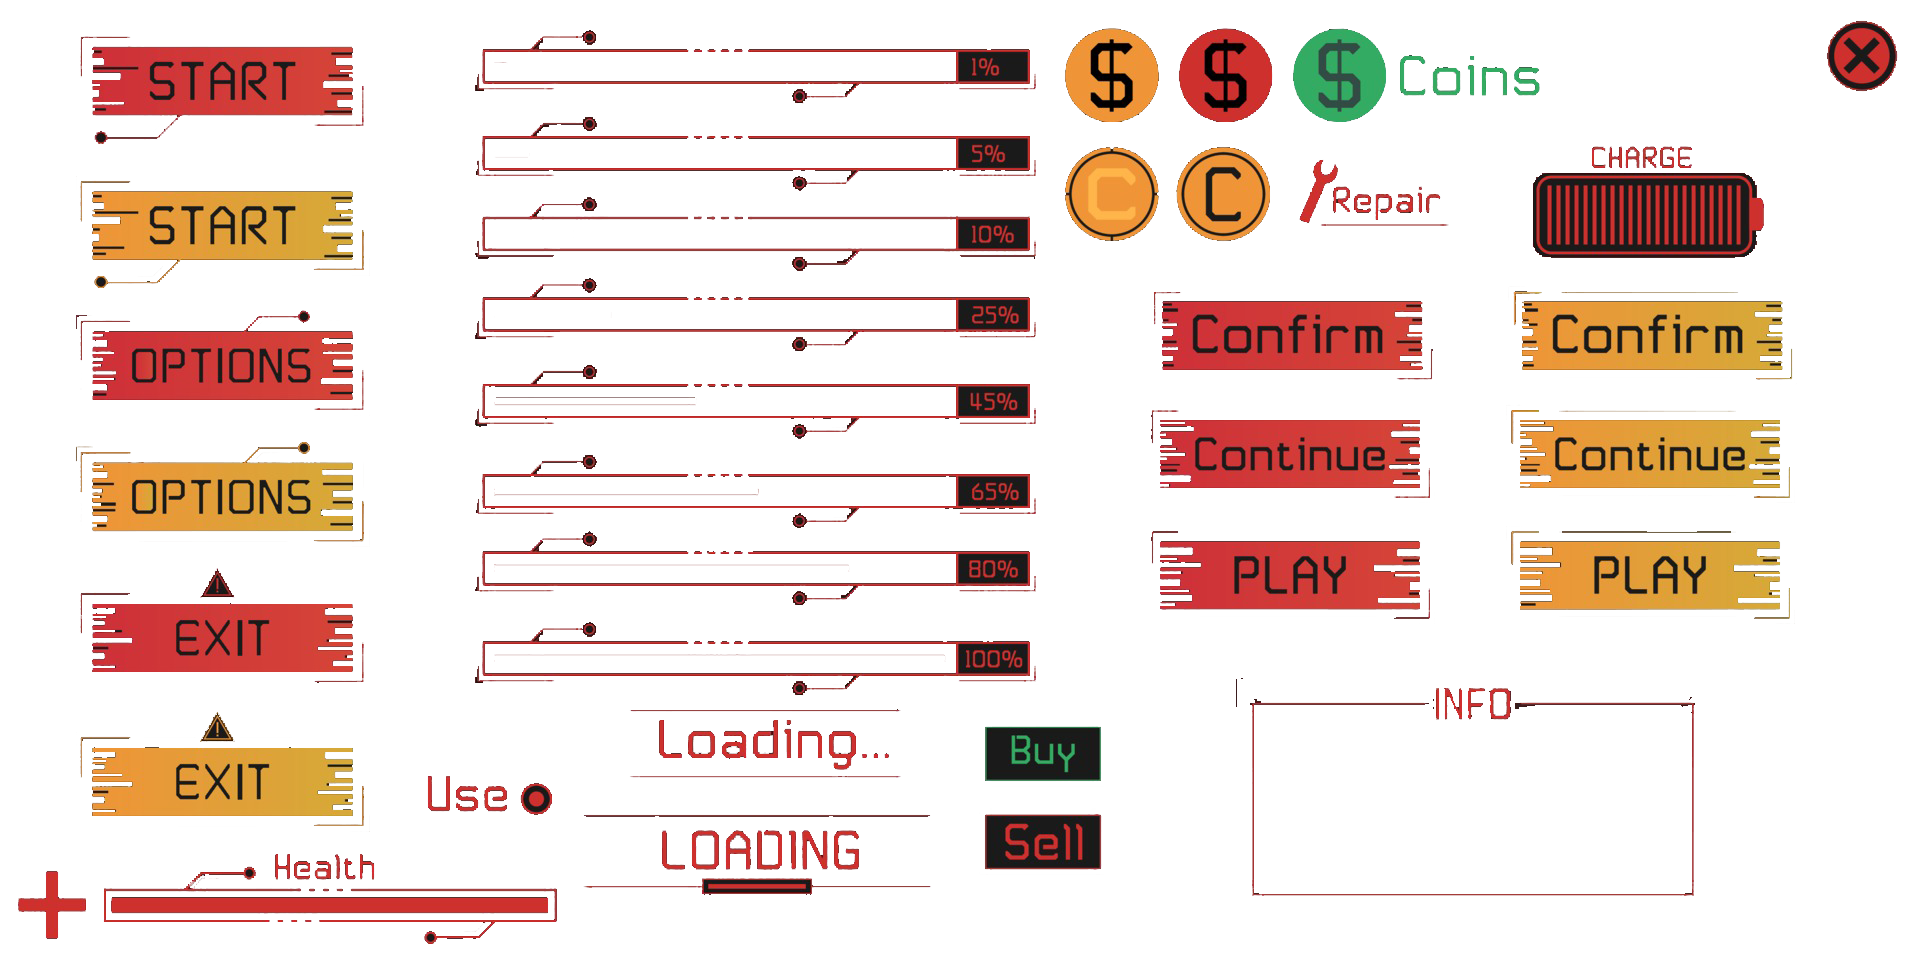 START
START
OPTIONS
OPTIONS
EXIT
EXIT
Health
1%
5%
10%
25%
45%
65%
80%
100%
Loading...
Use
LOADING
Buy
Sell
$ $ $ Coins
C C
Repair
CHARGE
Confirm Confirm
Continue Continue
PLAY PLAY
INFO